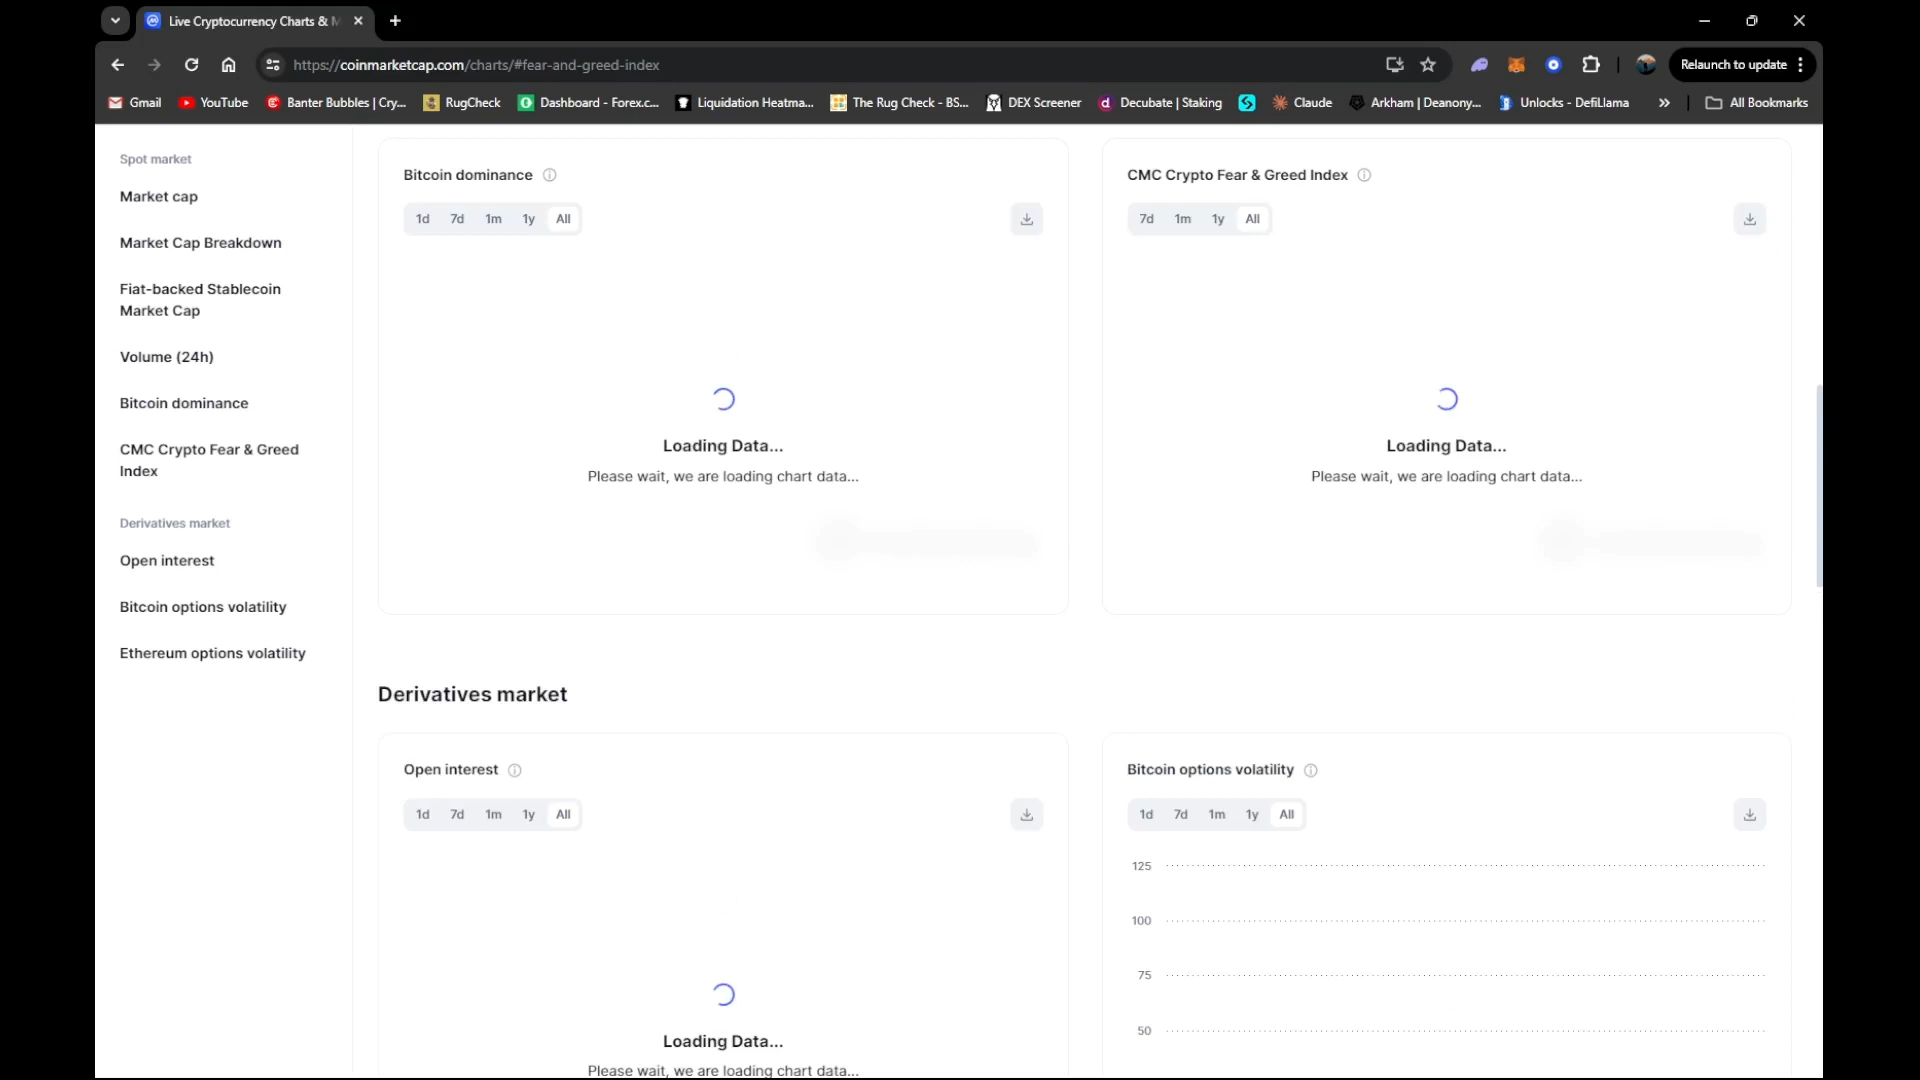 Live Cryptocurrency Charts & M
https://coinmarketcap.com/charts/#fear-and-greed-index
Relaunch to update
Gmail
YouTube
Banter Bubbles | Cry...
RugCheck
Dashboard - Forex.c...
Liquidation Heatma...
The Rug Check - BS...
DEX Screener
Decubate | Staking
Claude
Arkham | Deanony...
Unlocks - DefiLlama
All Bookmarks
Spot market
Market cap
Market Cap Breakdown
Fiat-backed Stablecoin
Market Cap
Volume (24h)
Bitcoin dominance
CMC Crypto Fear & Greed
Index
Derivatives market
Open interest
Bitcoin options volatility
Ethereum options volatility
Bitcoin dominance
1d 7d 1m 1y All
Loading Data...
Please wait, we are loading chart data...
CMC Crypto Fear & Greed Index
7d 1m 1y All
Loading Data...
Please wait, we are loading chart data...
Derivatives market
Open interest
1d 7d 1m 1y All
Loading Data...
Please wait, we are loading chart data...
Bitcoin options volatility
1d 7d 1m 1y All
125
100
75
50